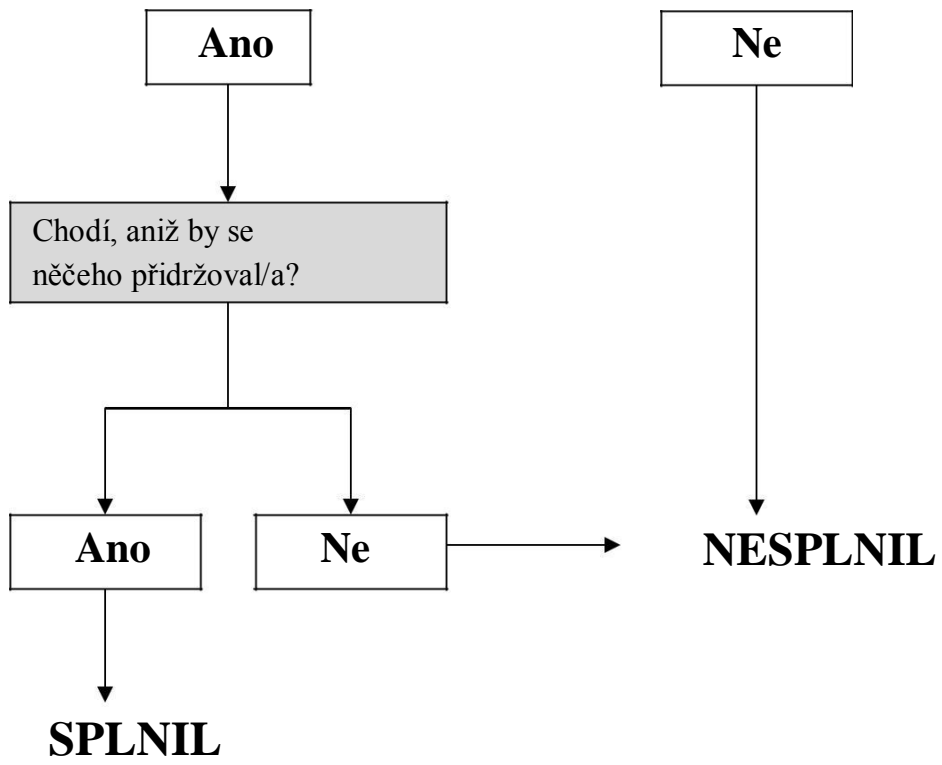 Ano
Ne
Chodí, aniž by se
něčeho přidržoval/a?
Ano
Ne
NESPLNIL
SPLNIL